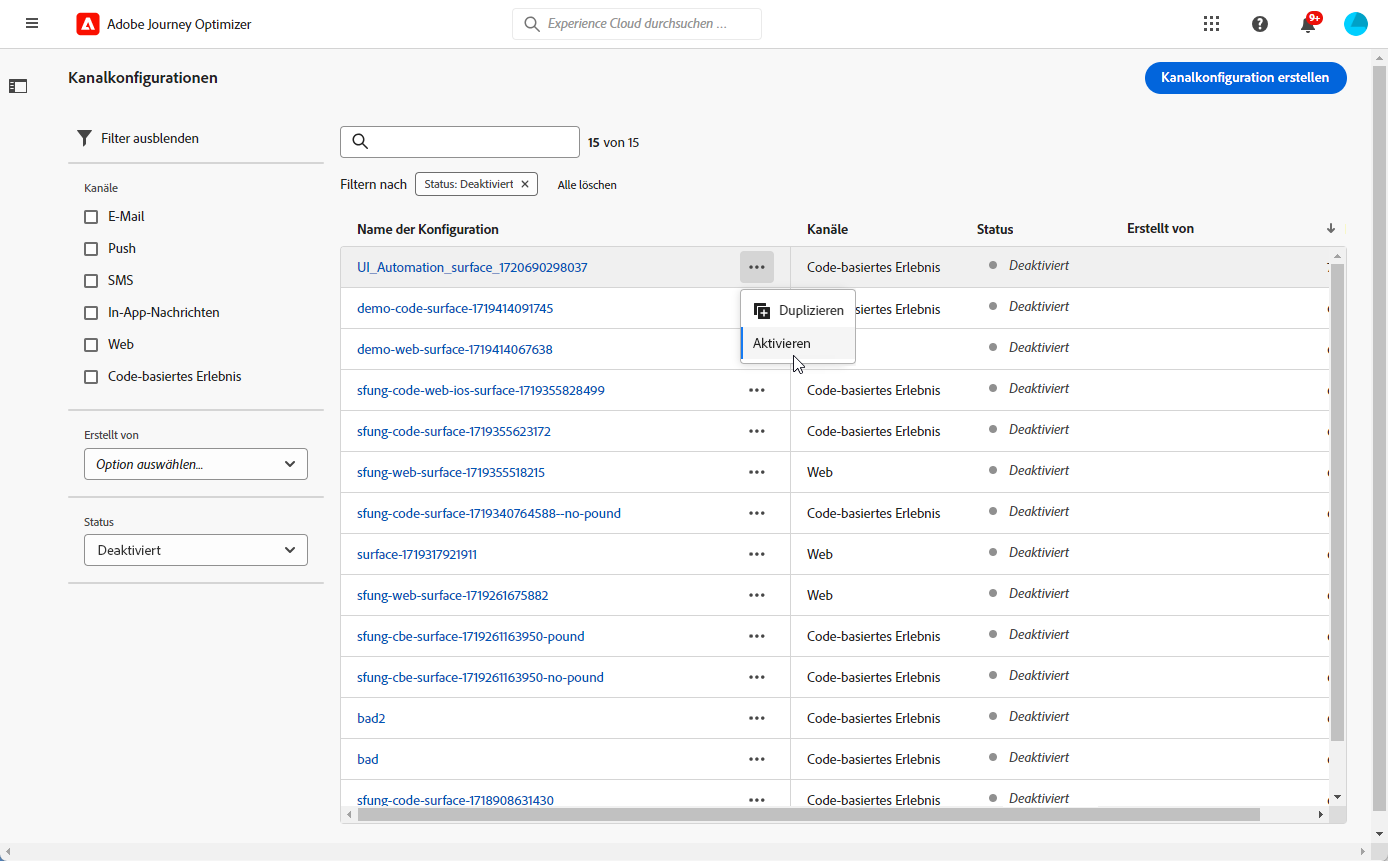 Adobe Journey Optimizer
Experience Cloud durchsuchen ...
9+
Kanalkonfigurationen
Kanalkonfiguration erstellen
Filter ausblenden
15 von 15
Filtern nach
Status: Deaktiviert
Alle löschen
Kanäle
E-Mail
Push
SMS
In-App-Nachrichten
Web
Code-basiertes Erlebnis
Erstellt von
Option auswählen...
Status
Deaktiviert
Name der Konfiguration Kanäle Status Erstellt von
UI_Automation_surface_1720690298037 Code-basiertes Erlebnis Deaktiviert
demo-code-surface-1719414091745 siertes Erlebnis Deaktiviert
demo-web-surface-1719414067638 Deaktiviert
Duplizieren
Aktivieren
sfung-code-web-ios-surface-1719355828499 Code-basiertes Erlebnis Deaktiviert
sfung-code-surface-1719355623172 Code-basiertes Erlebnis Deaktiviert
sfung-web-surface-1719355518215 Web Deaktiviert
sfung-code-surface-1719340764588--no-pound Code-basiertes Erlebnis Deaktiviert
surface-1719317921911 Web Deaktiviert
sfung-web-surface-1719261675882 Web Deaktiviert
sfung-cbe-surface-1719261163950-pound Code-basiertes Erlebnis Deaktiviert
sfung-cbe-surface-1719261163950-no-pound Code-basiertes Erlebnis Deaktiviert
bad2 Code-basiertes Erlebnis Deaktiviert
bad Code-basiertes Erlebnis Deaktiviert
sfung-code-surface-1718908631430 Code-basiertes Erlebnis Deaktiviert